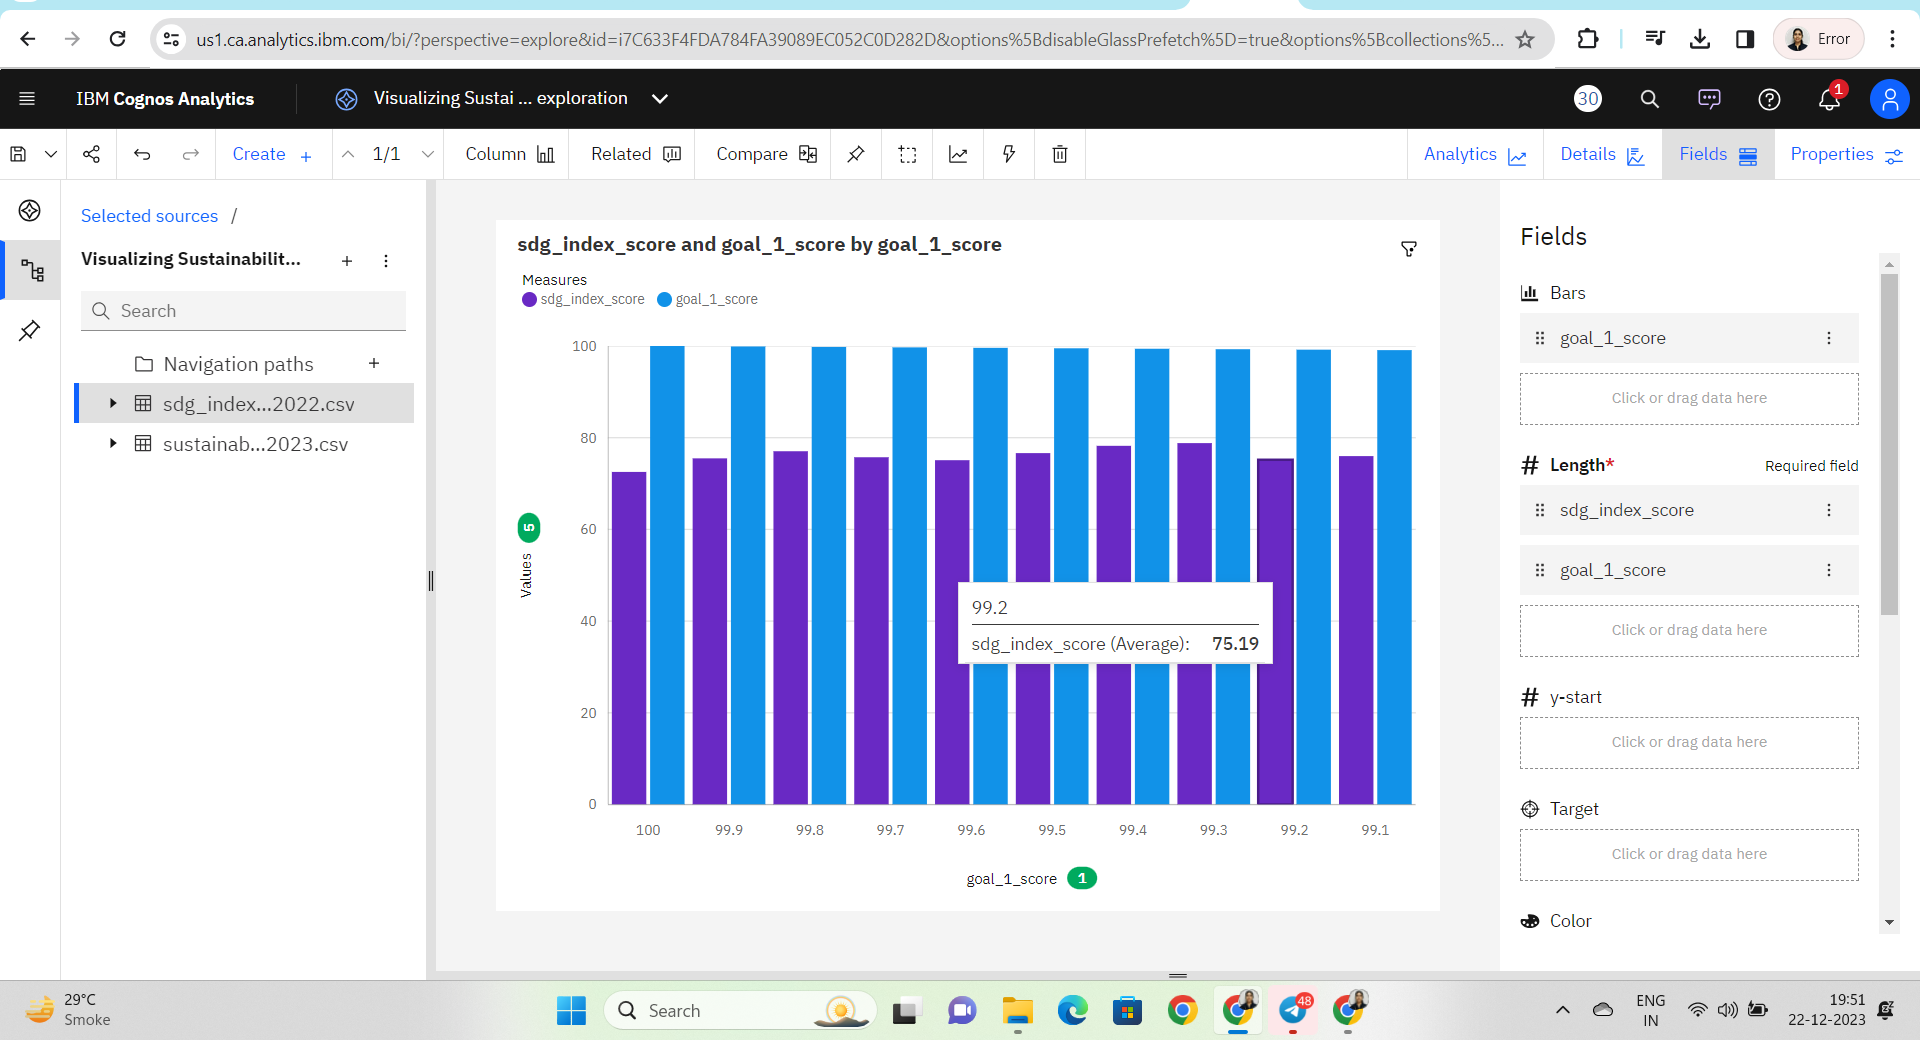 us1.ca.analytics.ibm.com/bi/?perspective=explore&id=i7C633F4FDA784FA39089EC052C0D282D&options%5BdisableGlassPrefetch%5D=true&options%5Bcollections%5...
Error
IBM Cognos Analytics
Visualizing Sustai ... exploration
30
1
Create +
1/1
Column
Related
Compare
Analytics
Details
Fields
Properties
Selected sources /
Visualizing Sustainabilit...
Search
Navigation paths
sdg_index...2022.csv
sustainab...2023.csv
sdg_index_score and goal_1_score by goal_1_score
Measures
sdg_index_score
goal_1_score
100
80
60
40
20
0
Values 5
99.2
sdg_index_score (Average): 75.19
100 99.9 99.8 99.7 99.6 99.5 99.4 99.3 99.2 99.1
goal_1_score 1
Fields
Bars
goal_1_score
Click or drag data here
# Length* Required field
sdg_index_score
goal_1_score
Click or drag data here
# y-start
Click or drag data here
Target
Click or drag data here
Color
29°C
Smoke
Search
48
ENG
IN
19:51
22-12-2023